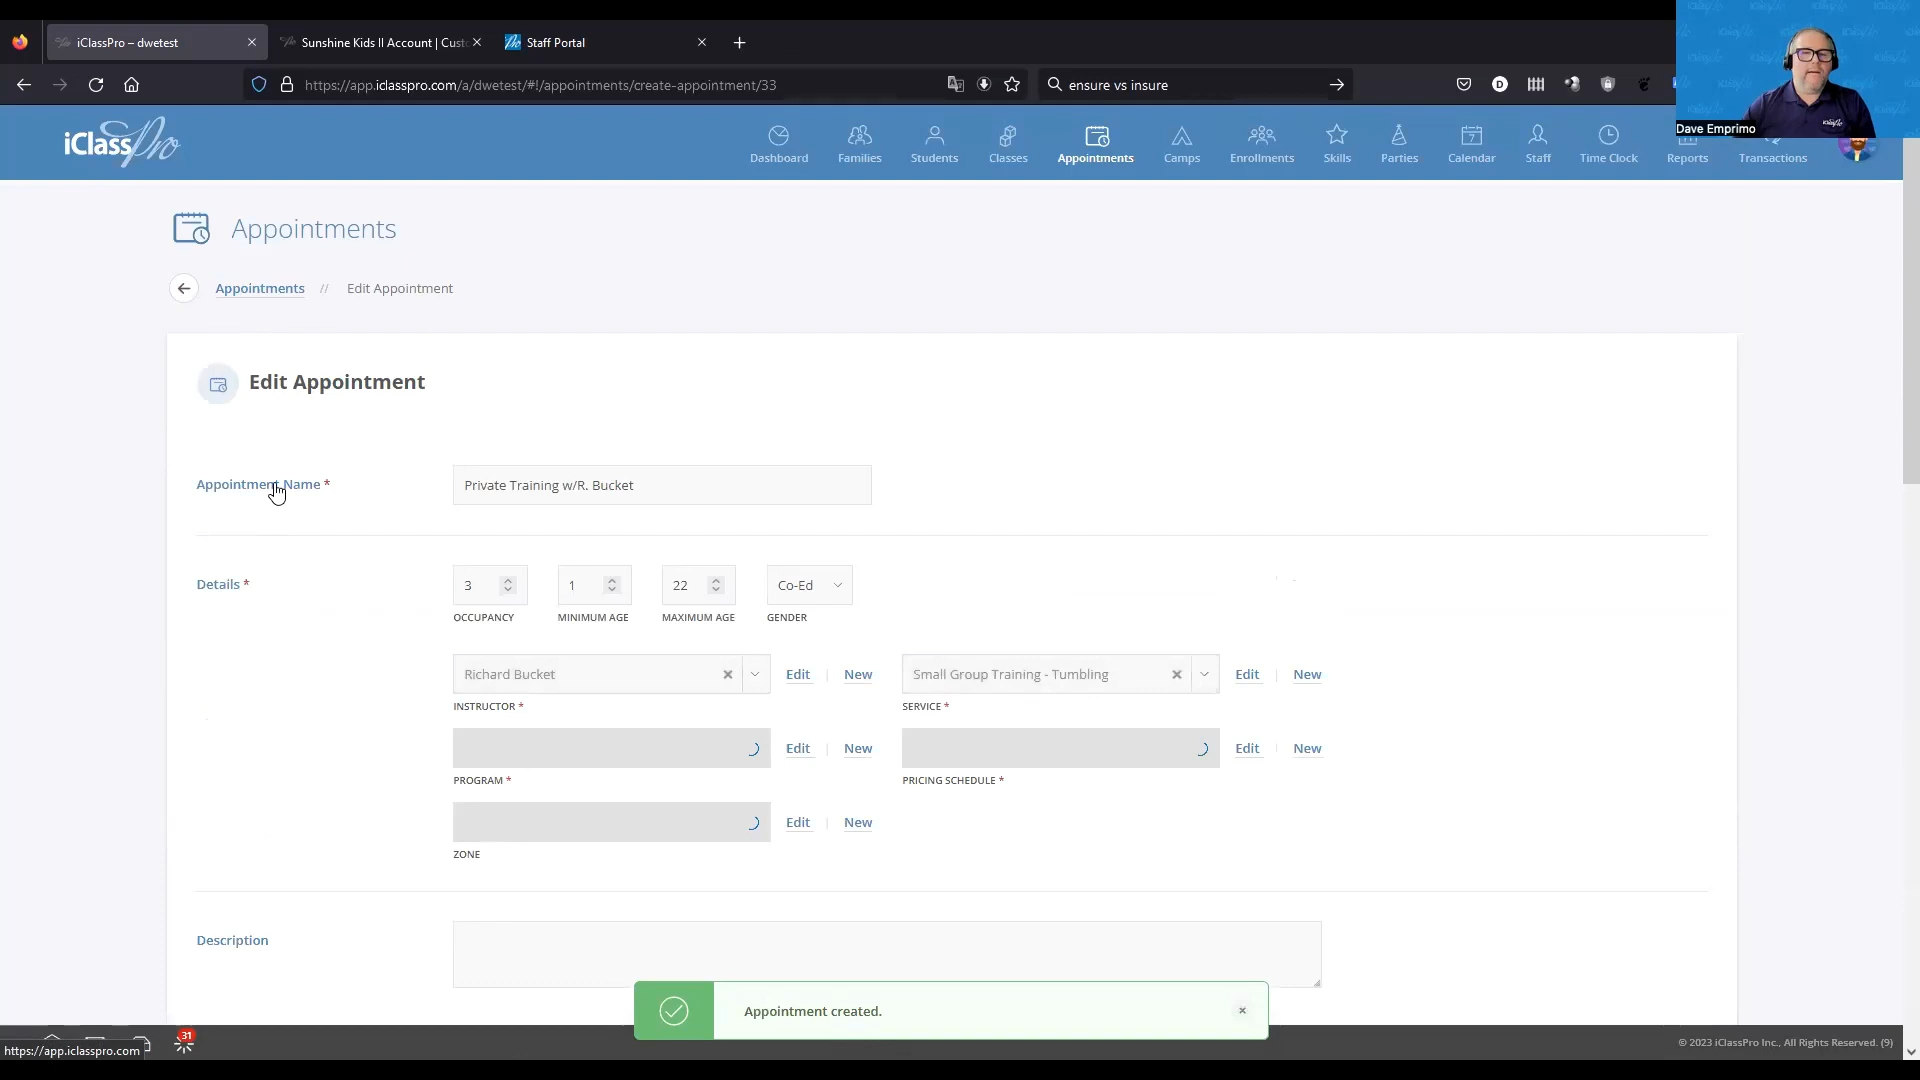 iClassPro – dwetest
Sunshine Kids II Account | Custo
Staff Portal
https://app.iclasspro.com/a/dwetest/#!/appointments/create-appointment/33
ensure vs insure
Dave Emprimo
iClassPro
Dashboard
Families
Students
Classes
Appointments
Camps
Enrollments
Skills
Parties
Calendar
Staff
Time Clock
Reports
Transactions
Appointments
Appointments // Edit Appointment
Edit Appointment
Appointment Name *
Private Training w/R. Bucket
Details *
3
1
22
Co-Ed
OCCUPANCY
MINIMUM AGE
MAXIMUM AGE
GENDER
Richard Bucket
Edit | New
Small Group Training - Tumbling
Edit | New
INSTRUCTOR *
SERVICE *
Edit | New
Edit | New
PROGRAM *
PRICING SCHEDULE *
Edit | New
ZONE
Description
Appointment created.
31
https://app.iclasspro.com
© 2023 iClassPro Inc., All Rights Reserved. (9)